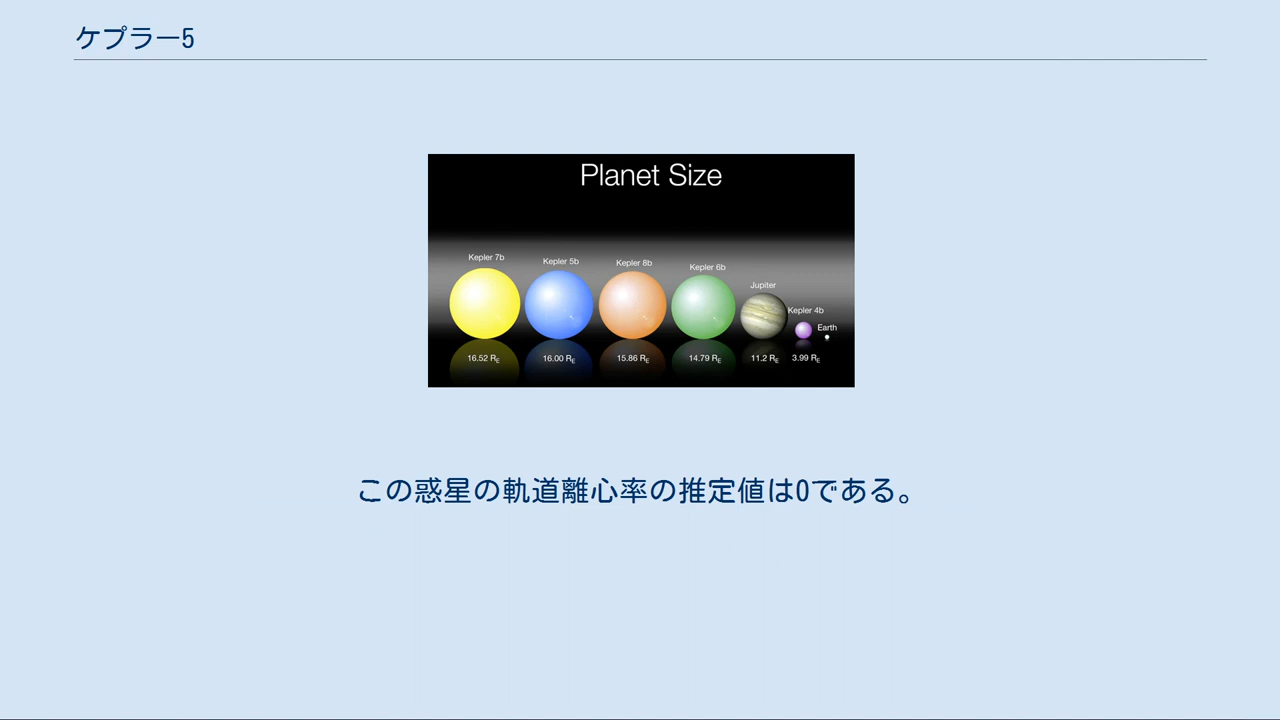 ケプラー5
Planet Size
Kepler 7b
Kepler 5b
Kepler 8b
Kepler 6b
Jupiter
Kepler 4b
Earth
16.52 RE
16.00 RE
15.86 RE
14.79 RE
11.2 RE
3.99 RE
この惑星の軌道離心率の推定値は0である。